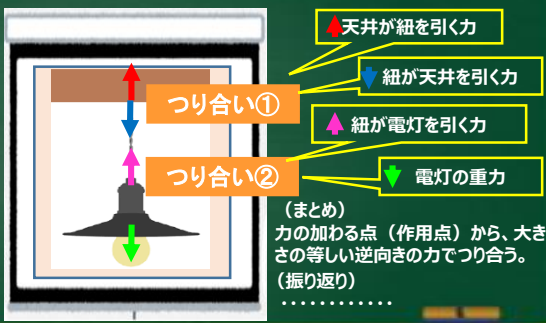 天井が紐を引く力
紐が天井を引く力
つり合い①
紐が電灯を引く力
つり合い②
電灯の重力
（まとめ）
力の加わる点（作用点）から、大き
さの等しい逆向きの力でつり合う。
（振り返り）
・・・・・・・・・・・・